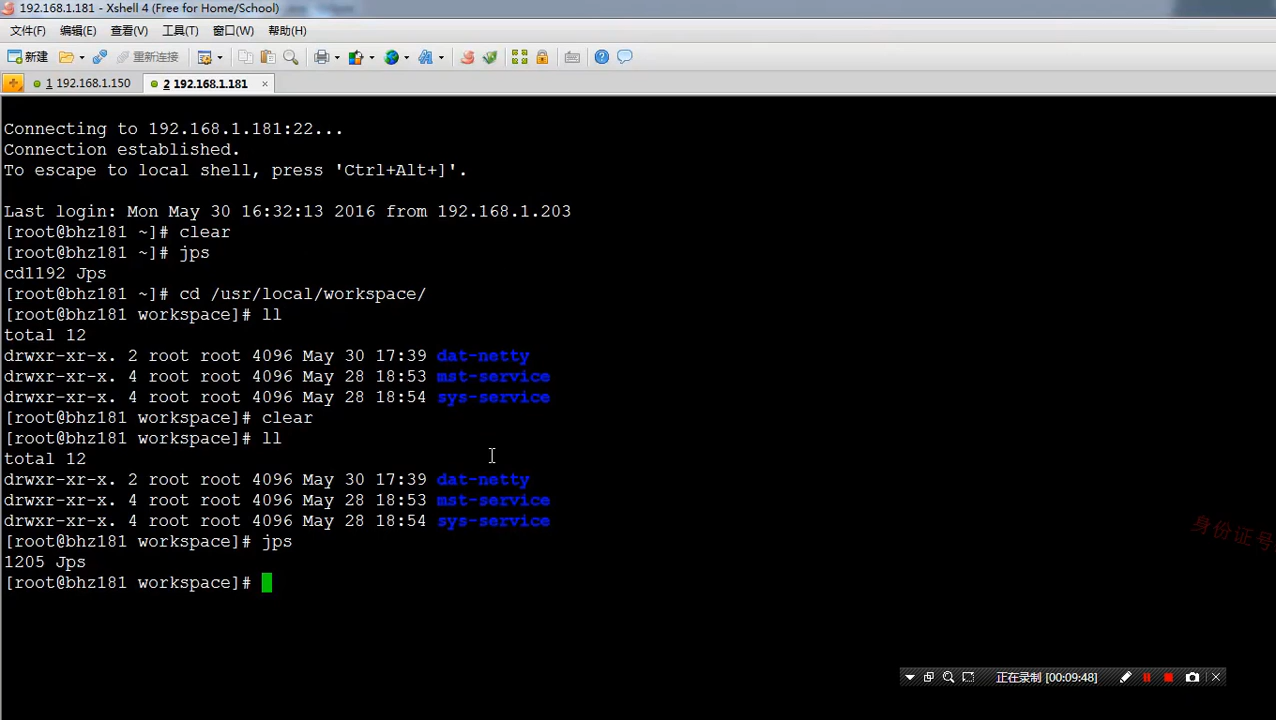 192.168.1.181 - Xshell 4 (Free for Home/School)
文件(F) 编辑(E) 查看(V) 工具(T) 窗口(W) 帮助(H)
新建 重新连接
1 192.168.1.150 2 192.168.1.181 ×
Connecting to 192.168.1.181:22...
Connection established.
To escape to local shell, press 'Ctrl+Alt+]'.
Last login: Mon May 30 16:32:13 2016 from 192.168.1.203
[root@bhz181 ~]# clear
[root@bhz181 ~]# jps
cd1192 Jps
[root@bhz181 ~]# cd /usr/local/workspace/
[root@bhz181 workspace]# ll
total 12
drwxr-xr-x. 2 root root 4096 May 30 17:39 dat-netty
drwxr-xr-x. 4 root root 4096 May 28 18:53 mst-service
drwxr-xr-x. 4 root root 4096 May 28 18:54 sys-service
[root@bhz181 workspace]# clear
[root@bhz181 workspace]# ll
total 12
drwxr-xr-x. 2 root root 4096 May 30 17:39 dat-netty
drwxr-xr-x. 4 root root 4096 May 28 18:53 mst-service
drwxr-xr-x. 4 root root 4096 May 28 18:54 sys-service
[root@bhz181 workspace]# jps
1205 Jps
[root@bhz181 workspace]#
身份证号
正在录制 [00:09:48]